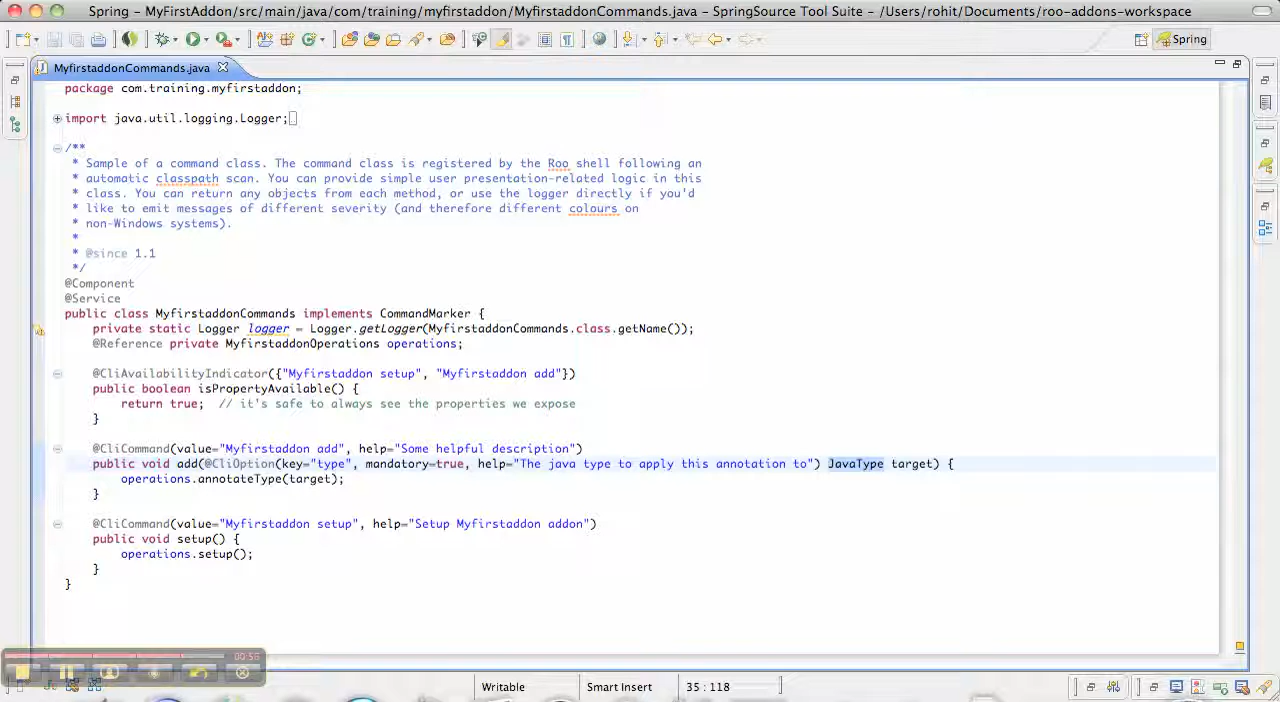 Spring - MyFirstAddon/src/main/java/com/training/myfirstaddon/MyfirstaddonCommands.java - SpringSource Tool Suite - /Users/rohit/Documents/roo-addons-workspace
Spring
MyfirstaddonCommands.java
package com.training.myfirstaddon;
import java.util.logging.Logger;
/**
* Sample of a command class. The command class is registered by the Roo shell following an
* automatic classpath scan. You can provide simple user presentation-related logic in this
* class. You can return any objects from each method, or use the logger directly if you'd
* like to emit messages of different severity (and therefore different colours on
* non-Windows systems).
*
* @since 1.1
*/
@Component
@Service
public class MyfirstaddonCommands implements CommandMarker {
private static Logger logger = Logger.getLogger(MyfirstaddonCommands.class.getName());
@Reference private MyfirstaddonOperations operations;
@CliAvailabilityIndicator({"Myfirstaddon setup", "Myfirstaddon add"})
public boolean isPropertyAvailable() {
return true;  // it's safe to always see the properties we expose
}
@CliCommand(value="Myfirstaddon add", help="Some helpful description")
public void add(@CliOption(key="type", mandatory=true, help="The java type to apply this annotation to") JavaType target) {
operations.annotateType(target);
}
@CliCommand(value="Myfirstaddon setup", help="Setup Myfirstaddon addon")
public void setup() {
operations.setup();
}
}
00:56
Writable
Smart Insert
35 : 118